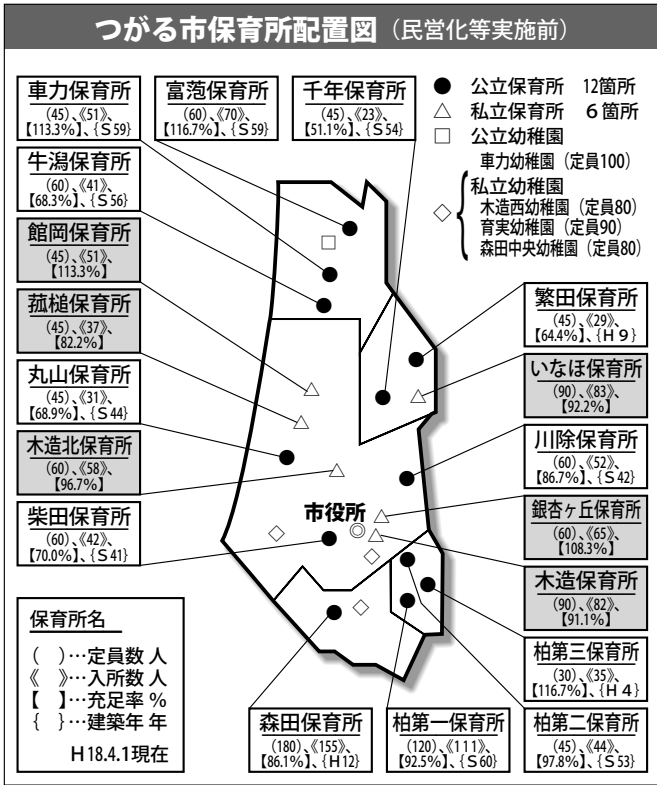 つがる市保育所配置図（民営化等実施前）
車力保育所
(45)、《51》、
【113.3%】、{S59}
富萢保育所
(60)、《70》、
【116.7%】、{S59}
千年保育所
(45)、《23》、
【51.1%】、{S54}
● 公立保育所 12箇所
△ 私立保育所 6箇所
□ 公立幼稚園
車力幼稚園（定員100）
◇ 私立幼稚園
木造西幼稚園（定員80）
育実幼稚園（定員90）
森田中央幼稚園（定員80）
牛潟保育所
(60)、《41》、
【68.3%】、{S56}
館岡保育所
(45)、《51》、
【113.3%】
菰槌保育所
(45)、《37》、
【82.2%】
丸山保育所
(45)、《31》、
【68.9%】、{S44}
木造北保育所
(60)、《58》、
【96.7%】
柴田保育所
(60)、《42》、
【70.0%】、{S41}
市役所
繁田保育所
(45)、《29》、
【64.4%】、{H9}
いなほ保育所
(90)、《83》、
【92.2%】
川除保育所
(60)、《52》、
【86.7%】、{S42}
銀杏ヶ丘保育所
(60)、《65》、
【108.3%】
木造保育所
(90)、《82》、
【91.1%】
柏第三保育所
(30)、《35》、
【116.7%】、{H4}
保育所名
( )…定員数 人
《 》…入所数 人
【 】…充足率 %
{ }…建築年 年
H18.4.1現在
森田保育所
(180)、《155》、
【86.1%】、{H12}
柏第一保育所
(120)、《111》、
【92.5%】、{S60}
柏第二保育所
(45)、《44》、
【97.8%】、{S53}